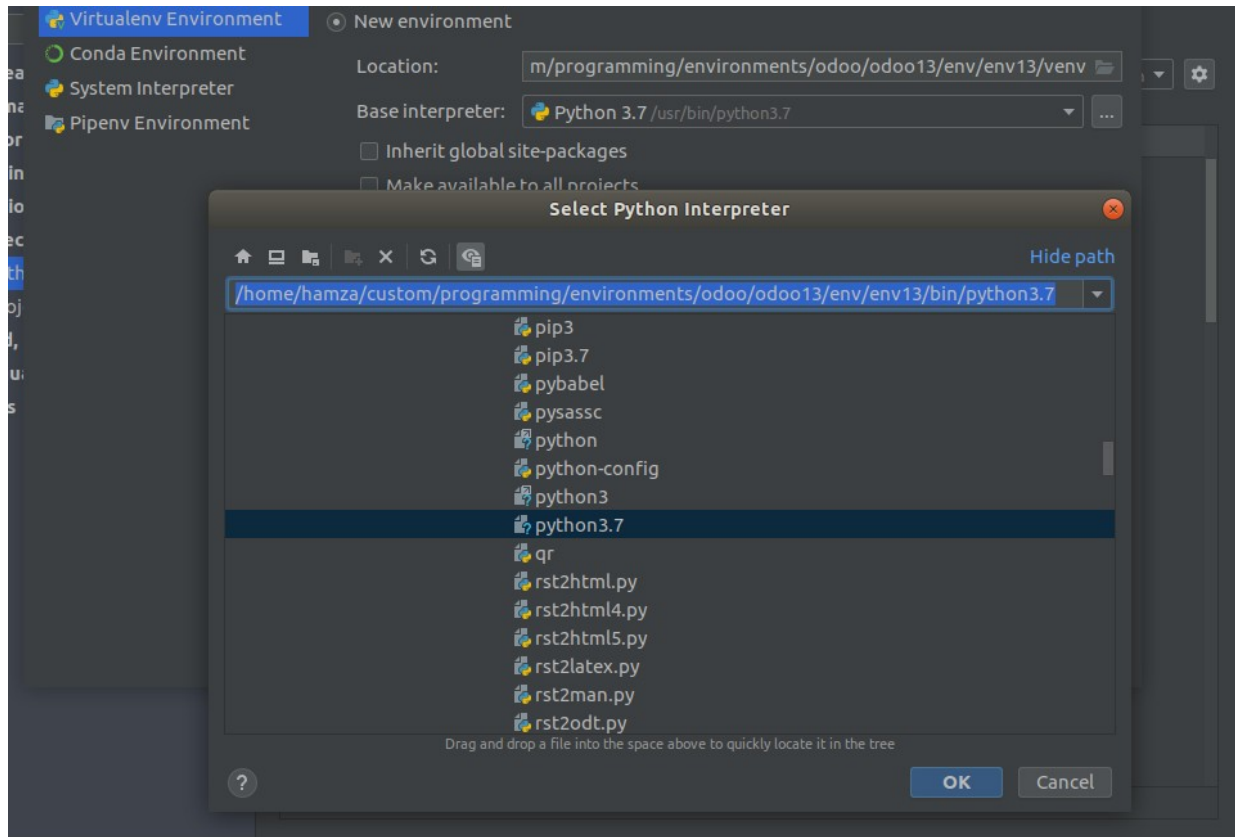 Virtualenv Environment
New environment
Conda Environment
Location: m/programming/environments/odoo/odoo13/env/env13/venv
System Interpreter
Base interpreter: Python 3.7 /usr/bin/python3.7 ...
Pipenv Environment
Inherit global site-packages
Make available to all projects
Select Python Interpreter
Hide path
/home/hamza/custom/programming/environments/odoo/odoo13/env/env13/bin/python3.7
pip3
pip3.7
pybabel
pysassc
python
python-config
python3
python3.7
qr
rst2html.py
rst2html4.py
rst2html5.py
rst2latex.py
rst2man.py
rst2odt.py
Drag and drop a file into the space above to quickly locate it in the tree
?
OK
Cancel